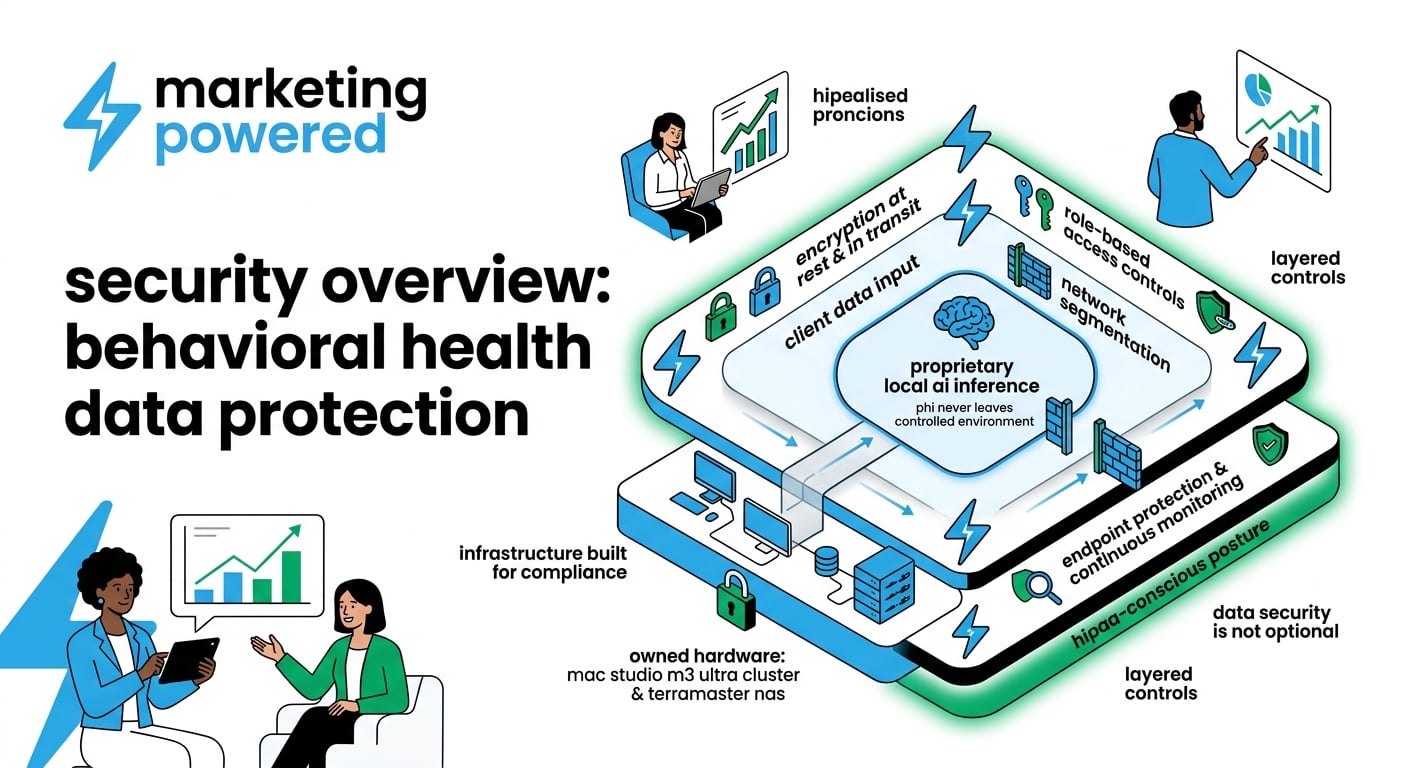 marketing
powered
security overview:
behavioral health
data protection
hipealised
proncions
encryption at
rest & in transit
client data input
role-based
access controls
network
segmentation
layered
controls
proprietary
local ai inference
phi never leaves
controlled environment
endpoint protection &
continuous monitoring
hipaa-conscious posture
infrastructure built
for compliance
owned hardware:
mac studio m3 ultra cluster
& terramaster nas
data security
is not optional
layered
controls